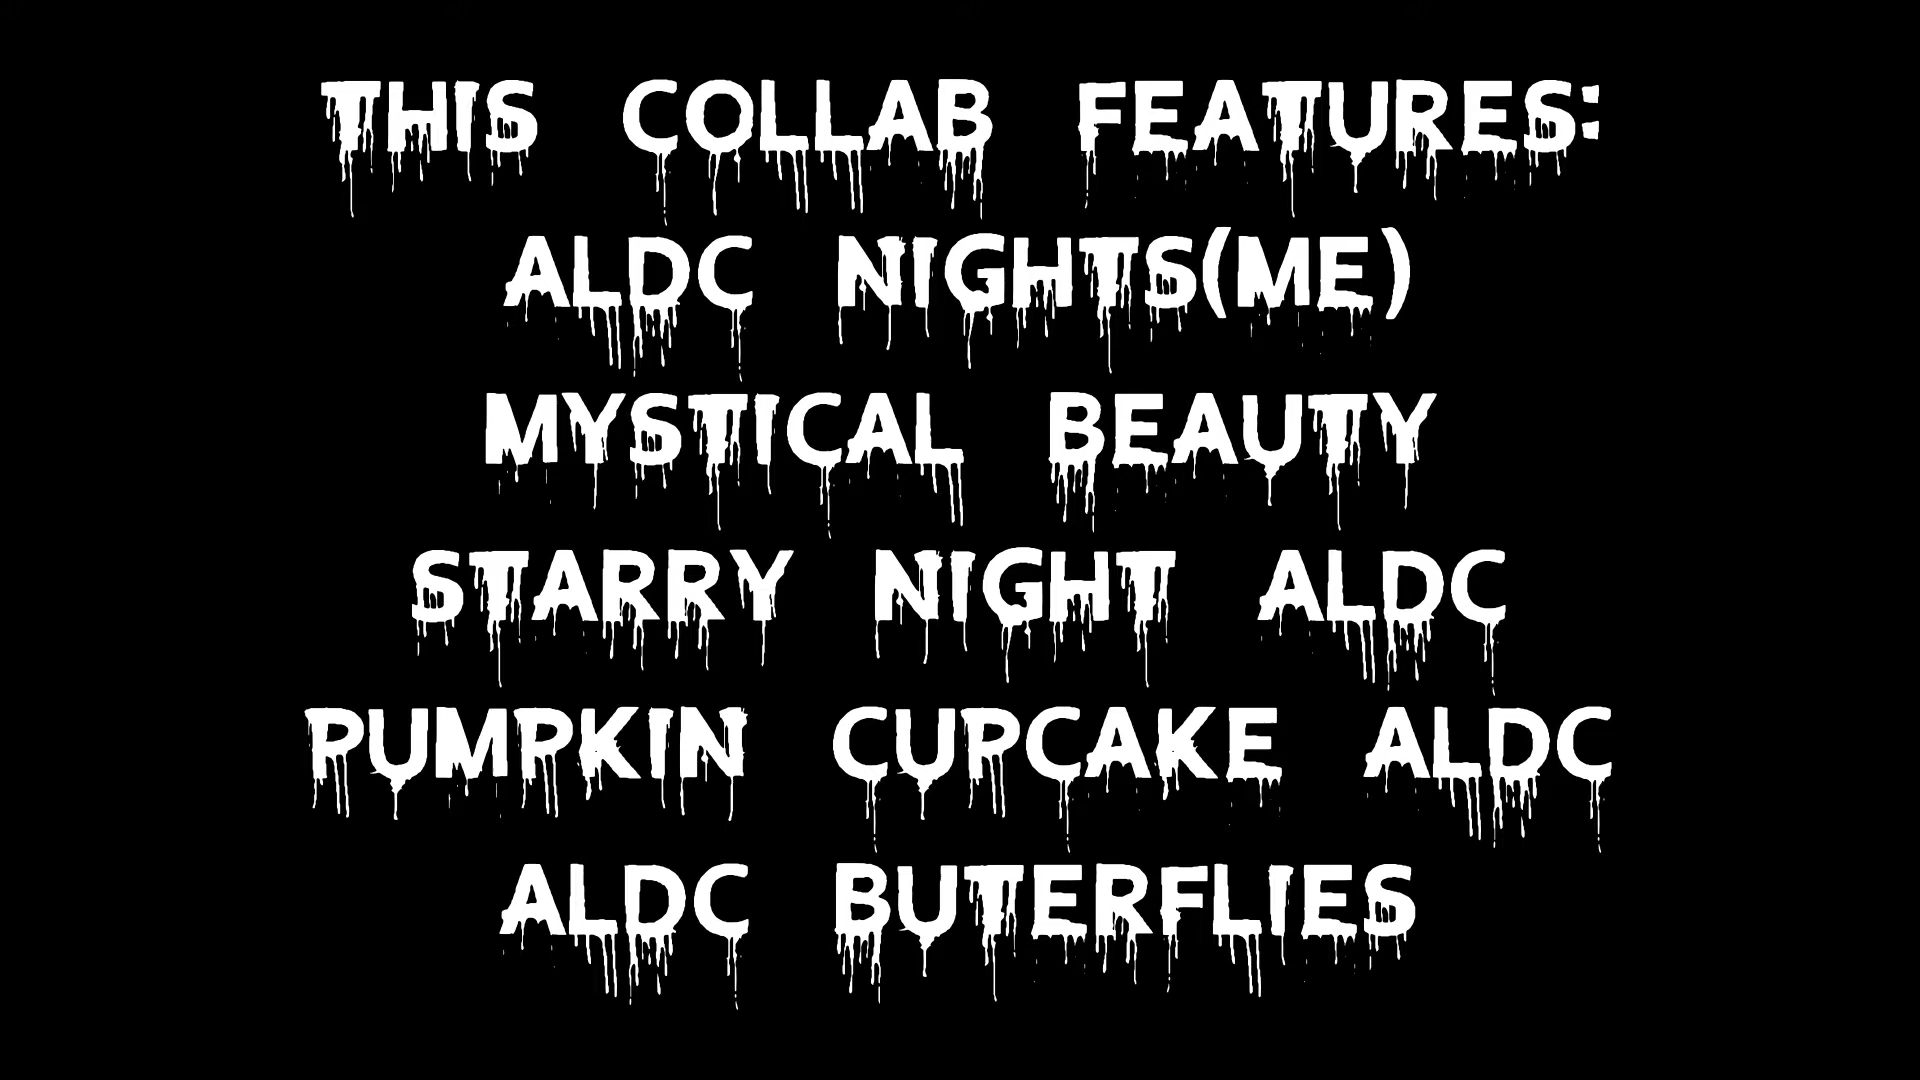 THIS COLLAB FEATURES:
ALDC NIGHTS(ME)
MYSTICAL BEAUTY
STARRY NIGHT ALDC
PUMPKIN CUPCAKE ALDC
ALDC BUTERFLIES